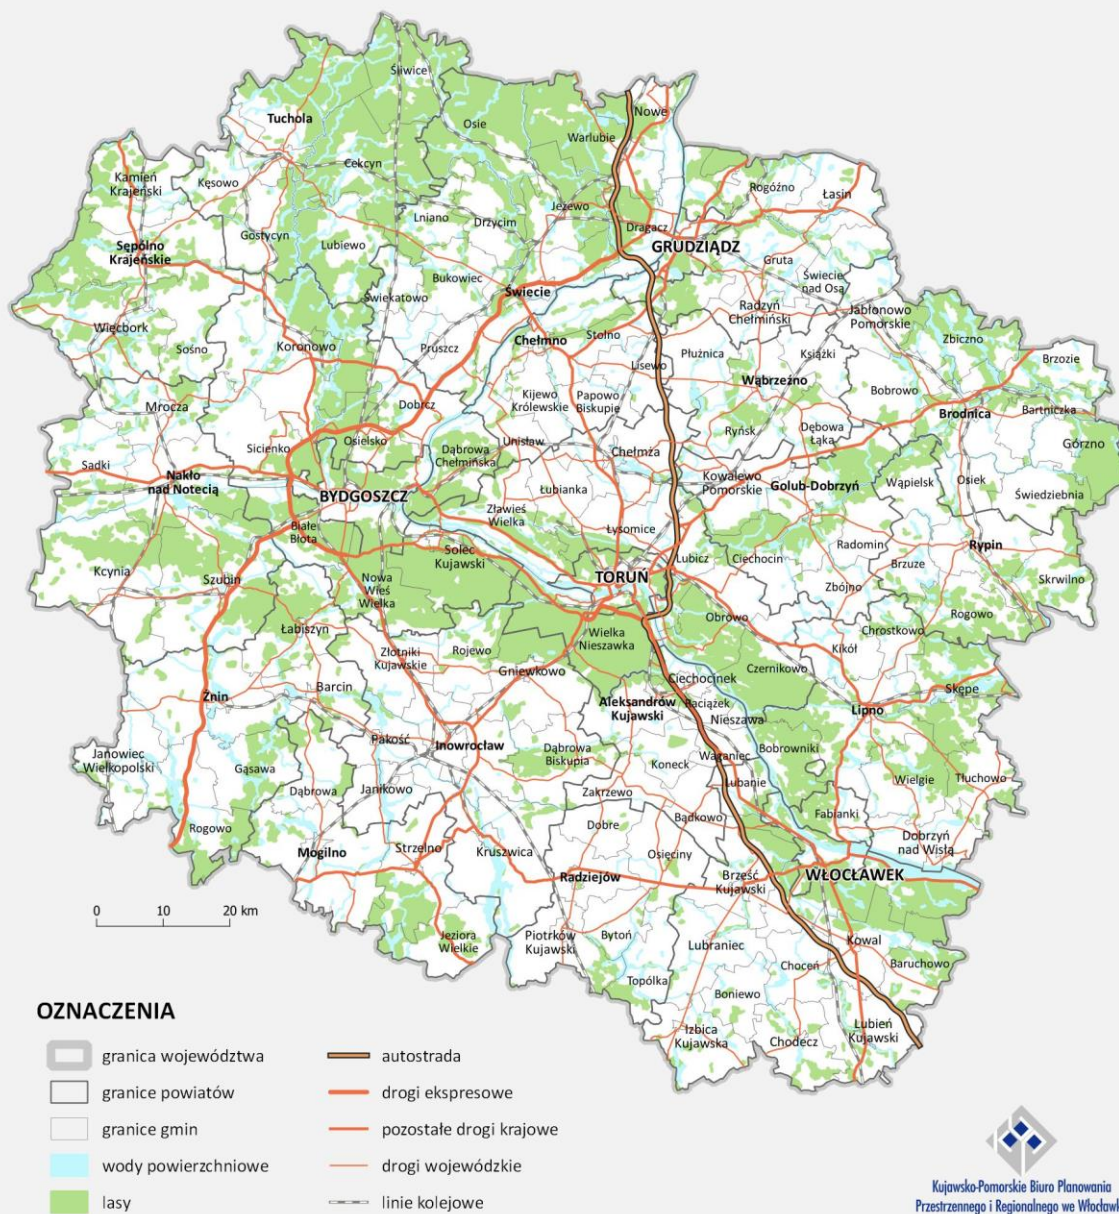 Śliwice
Nowe
Osie
Tuchola
Warlubie
Cekcyn
Rogóźno
Kamień
Krajeński
Kęsowo
Łasin
Jeżewo
Lniano
Drzycim
Dragacz
Gostycyn
Lubiewo
Sępólno
Krajeńskie
GRUDZIĄDZ
Gruta
Bukowiec
Świecie
nad Osą
Świecie
Świekatowo
Radzyń
Chełmiński
Jabłonowo
Pomorskie
Więcbork
Stolno
Zbiczno
Chełmno
Sośno
Koronowo
Pruszcz
Płużnica
Książki
Brzozie
Lisewo
Wąbrzeźno
Bobrowo
Kijewo
Królewskie
Papowo
Biskupie
Mrocza
Dobrcz
Brodnica
Bartniczka
Ryńsk
Dębowa
Łąka
Górzno
Osielsko
Unisław
Sicienko
Dąbrowa
Chełmińska
Chełmża
Sadki
Nakło
nad Notecią
Kowalewo
Pomorskie
Golub-Dobrzyń
Wąpielsk
Osiek
BYDGOSZCZ
Łubianka
Świedziebnia
Zławieś
Wielka
Białe
Błota
Łysomice
Solec
Kujawski
Radomin
Rypin
Lubicz
Ciechocin
Brzuze
Kcynia
Szubin
Nowa
Wieś
Wielka
TORUŃ
Zbójno
Skrwilno
Obrowo
Rogowo
Łabiszyn
Wielka
Nieszawka
Chrostkowo
Złotniki
Kujawskie
Rojewo
Kikół
Gniewkowo
Czernikowo
Ciechocinek
Barcin
Skępe
Żnin
Aleksandrów
Kujawski
Raciążek
Lipno
Nieszawa
Pakość
Inowrocław
Janowiec
Wielkopolski
Dąbrowa
Biskupia
Bobrowniki
Waganiec
Gąsawa
Koneck
Lubanie
Wielgie
Tłuchowo
Dąbrowa
Janikowo
Zakrzewo
Fabianki
Bądkowo
Rogowo
Dobre
Dobrzyń
nad Wisłą
Mogilno
Strzelno
Kruszwica
Osięciny
Radziejów
Brześć
Kujawski
WŁOCŁAWEK
0 10 20 km
Jeziora
Wielkie
Piotrków
Kujawski
Bytoń
Lubraniec
Kowal
Choceń
Baruchowo
Topólka
Boniewo
Izbica
Kujawska
Chodecz
Lubień
Kujawski
OZNACZENIA
granica województwa
granice powiatów
granice gmin
wody powierzchniowe
lasy
autostrada
drogi ekspresowe
pozostałe drogi krajowe
drogi wojewódzkie
linie kolejowe
Kujawsko-Pomorskie Biuro Planowania
Przestrzennego i Regionalnego we